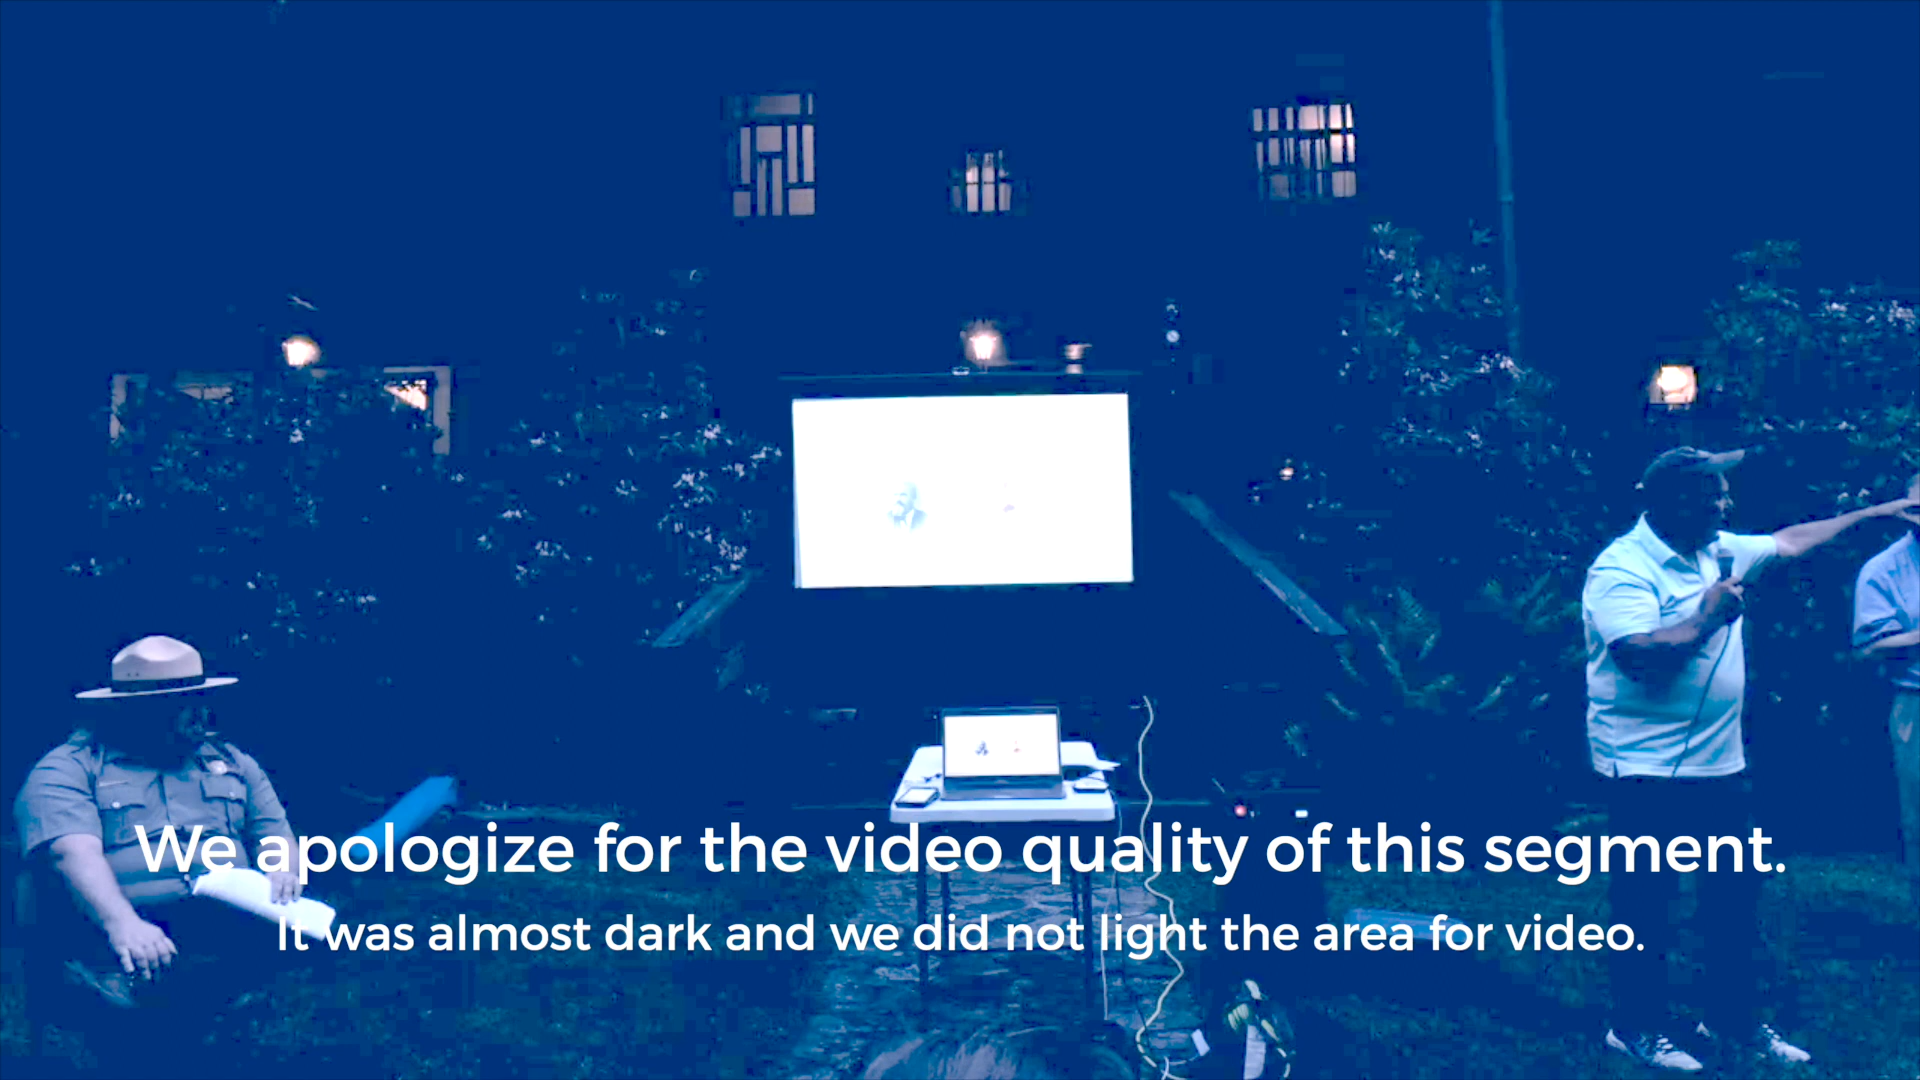 We apologize for the video quality of this segment.
It was almost dark and we did not light the area for video.